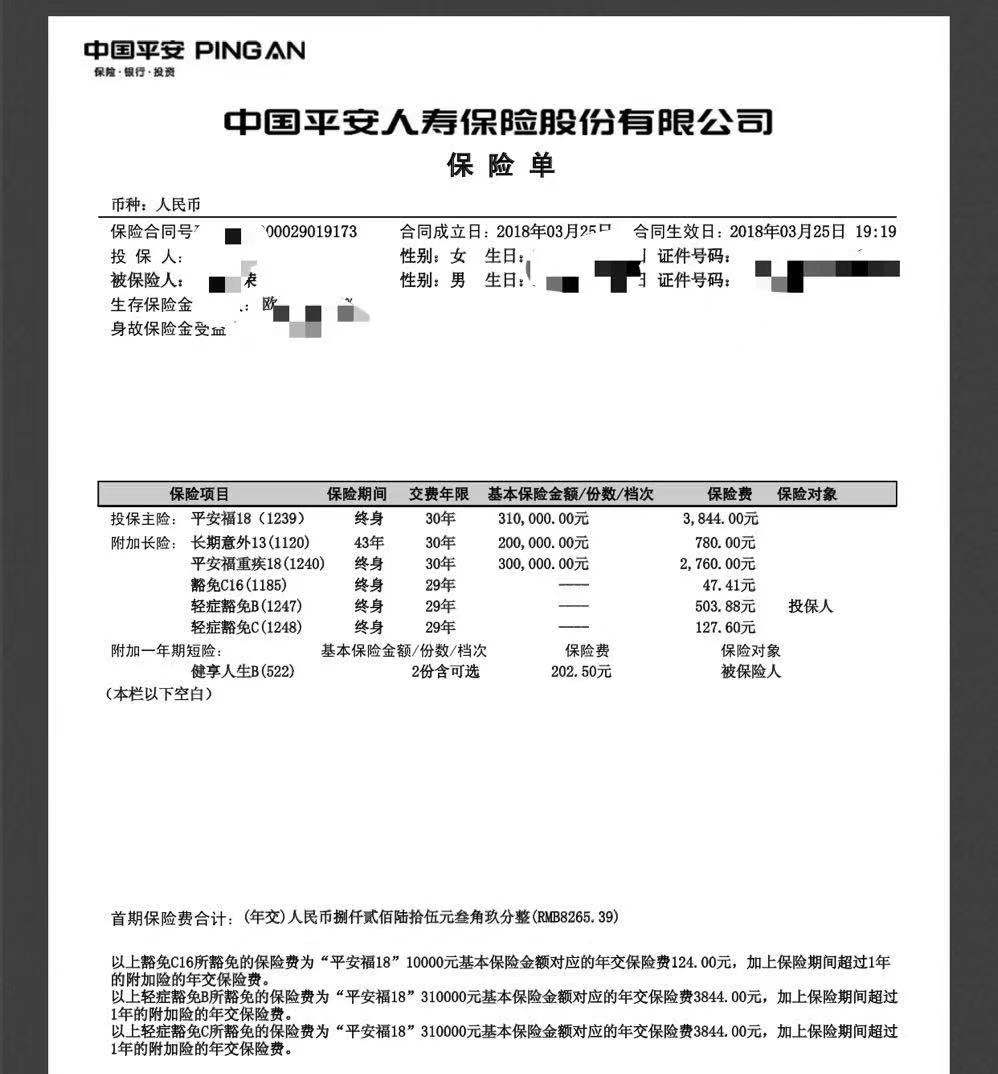 中国平安 PINGAN
保险·银行·投资
中国平安人寿保险股份有限公司
保 险 单
币种：人民币
保险合同号 00029019173 合同成立日：2018年03月25日 合同生效日：2018年03月25日 19:19
投 保 人： 性别：女 生日： 证件号码：
被保险人： 性别：男 生日： 证件号码：
生存保险金 ：欧
身故保险金受益
保险项目 保险期间 交费年限 基本保险金额/份数/档次 保险费 保险对象
投保主险： 平安福18（1239） 终身 30年 310,000.00元 3,844.00元
附加长险： 长期意外13(1120) 43年 30年 200,000.00元 780.00元
平安福重疾18(1240) 终身 30年 300,000.00元 2,760.00元
豁免C16(1185) 终身 29年 —— 47.41元
轻症豁免B(1247) 终身 29年 —— 503.88元 投保人
轻症豁免C(1248) 终身 29年 —— 127.60元
附加一年期短险： 基本保险金额/份数/档次 保险费 保险对象
健享人生B(522) 2份含可选 202.50元 被保险人
（本栏以下空白）
首期保险费合计：(年交)人民币捌仟贰佰陆拾伍元叁角玖分整(RMB8265.39)
以上豁免C16所豁免的保险费为“平安福18”10000元基本保险金额对应的年交保险费124.00元，加上保险期间超过1年
的附加险的年交保险费。
以上轻症豁免B所豁免的保险费为“平安福18”310000元基本保险金额对应的年交保险费3844.00元，加上保险期间超过
1年的附加险的年交保险费。
以上轻症豁免C所豁免的保险费为“平安福18”310000元基本保险金额对应的年交保险费3844.00元，加上保险期间超过
1年的附加险的年交保险费。